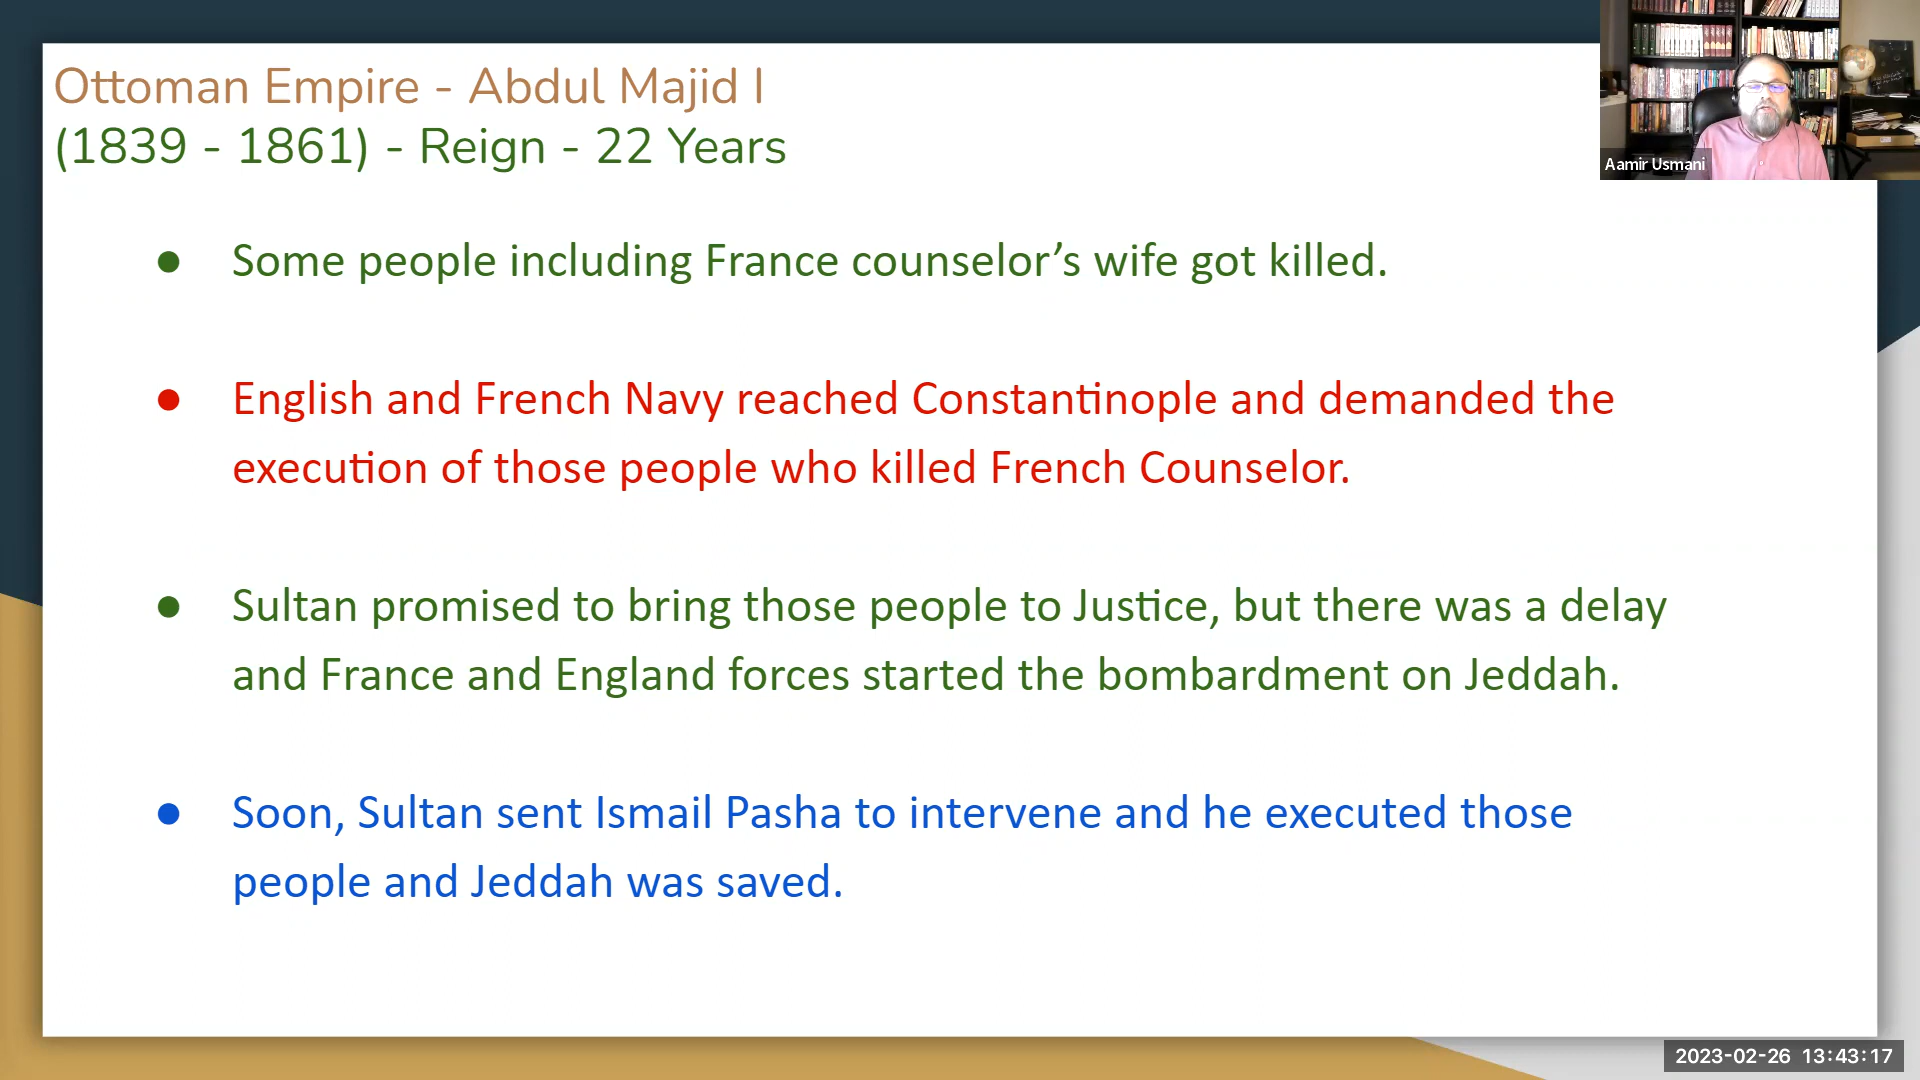 Ottoman Empire - Abdul Majid I
(1839 - 1861) - Reign - 22 Years
Aamir Usmani
● Some people including France counselor’s wife got killed.
● English and French Navy reached Constantinople and demanded the
execution of those people who killed French Counselor.
● Sultan promised to bring those people to Justice, but there was a delay
and France and England forces started the bombardment on Jeddah.
● Soon, Sultan sent Ismail Pasha to intervene and he executed those
people and Jeddah was saved.
2023-02-26 13:43:17